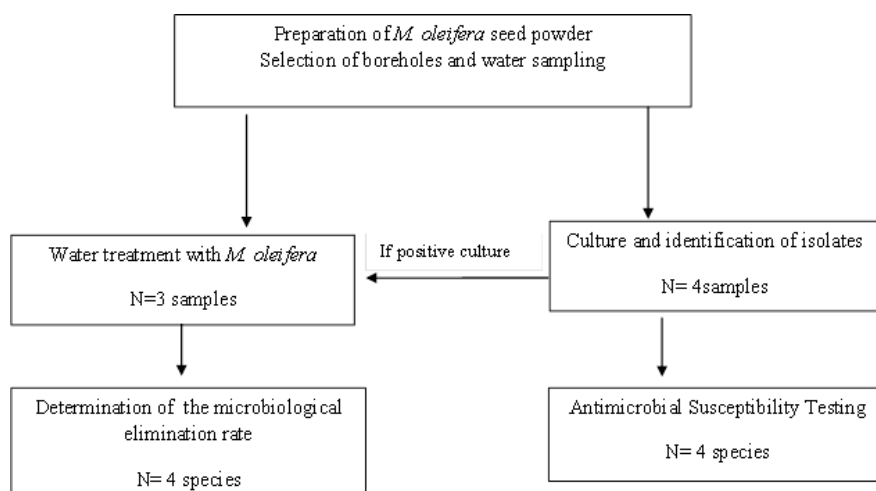 Preparation of M. oleifera seed powder
Selection of boreholes and water sampling
Water treatment with M. oleifera
N=3 samples
If positive culture
Culture and identification of isolates
N= 4samples
Determination of the microbiological
elimination rate
N= 4 species
Antimicrobial Susceptibility Testing
N= 4 species